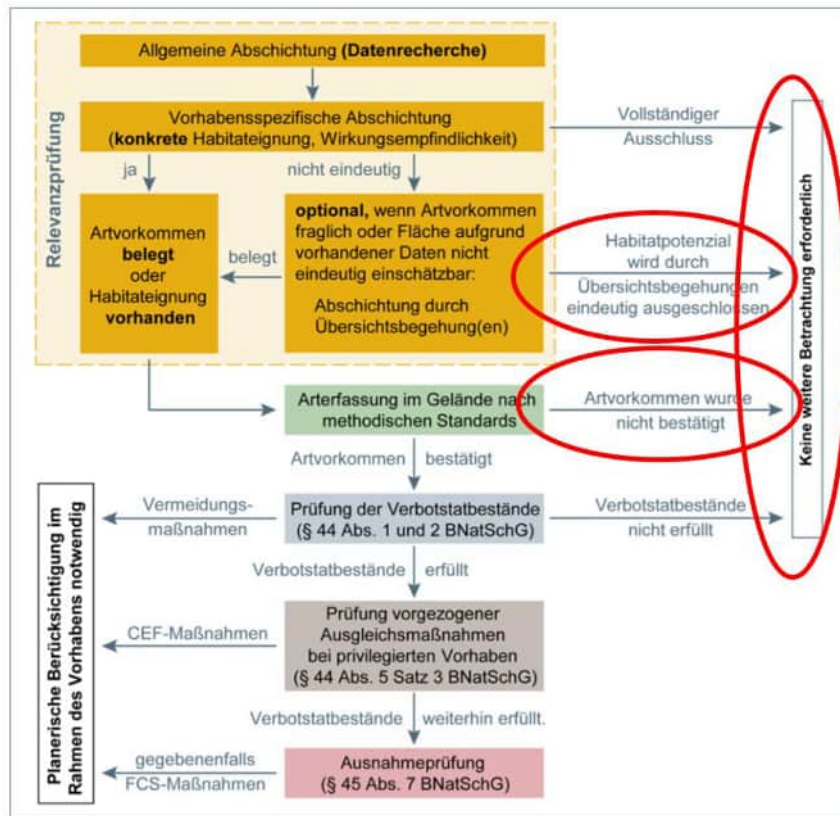 Relevanzprüfung
Allgemeine Abschichtung (Datenrecherche)
Vorhabensspezifische Abschichtung
(konkrete Habitateignung, Wirkungsempfindlichkeit)
Vollständiger
Ausschluss
ja
nicht eindeutig
Artvorkommen
belegt
oder
Habitateignung
vorhanden
belegt
optional, wenn Artvorkommen
fraglich oder Fläche aufgrund
vorhandener Daten nicht
eindeutig einschätzbar:
Abschichtung durch
Übersichtsbegehung(en)
Habitatpotenzial
wird durch
Übersichtsbegehungen
eindeutig ausgeschlossen
Keine weitere Betrachtung erforderlich
Arterfassung im Gelände nach
methodischen Standards
Artvorkommen wurde
nicht bestätigt
Artvorkommen bestätigt
Planerische Berücksichtigung im
Rahmen des Vorhabens notwendig
Vermeidungs-
maßnahmen
Prüfung der Verbotstatbestände
(§ 44 Abs. 1 und 2 BNatSchG)
Verbotstatbestände
nicht erfüllt
Verbotstatbestände erfüllt
CEF-Maßnahmen
Prüfung vorgezogener
Ausgleichsmaßnahmen
bei privilegierten Vorhaben
(§ 44 Abs. 5 Satz 3 BNatSchG)
Verbotstatbestände weiterhin erfüllt.
gegebenenfalls
FCS-Maßnahmen
Ausnahmeprüfung
(§ 45 Abs. 7 BNatSchG)